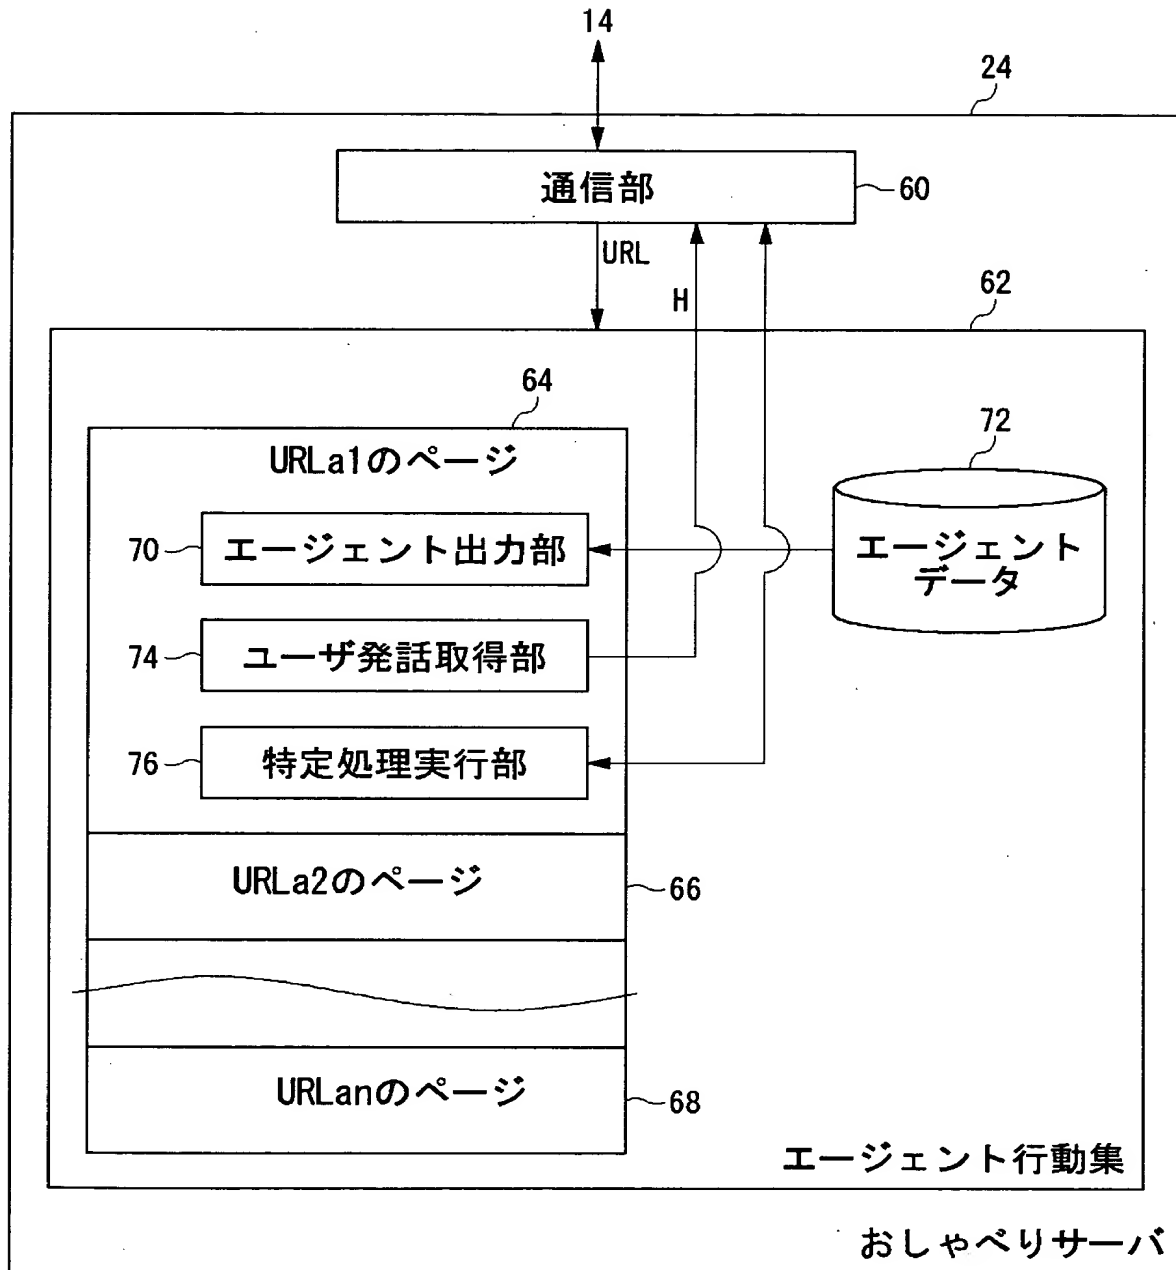 14
24
通信部
60
URL
H
62
64
URLa1のページ
72
70
エージェント出力部
エージェント
データ
74
ユーザ発話取得部
76
特定処理実行部
URLa2のページ
66
URLanのページ
68
エージェント行動集
おしゃべりサーバ